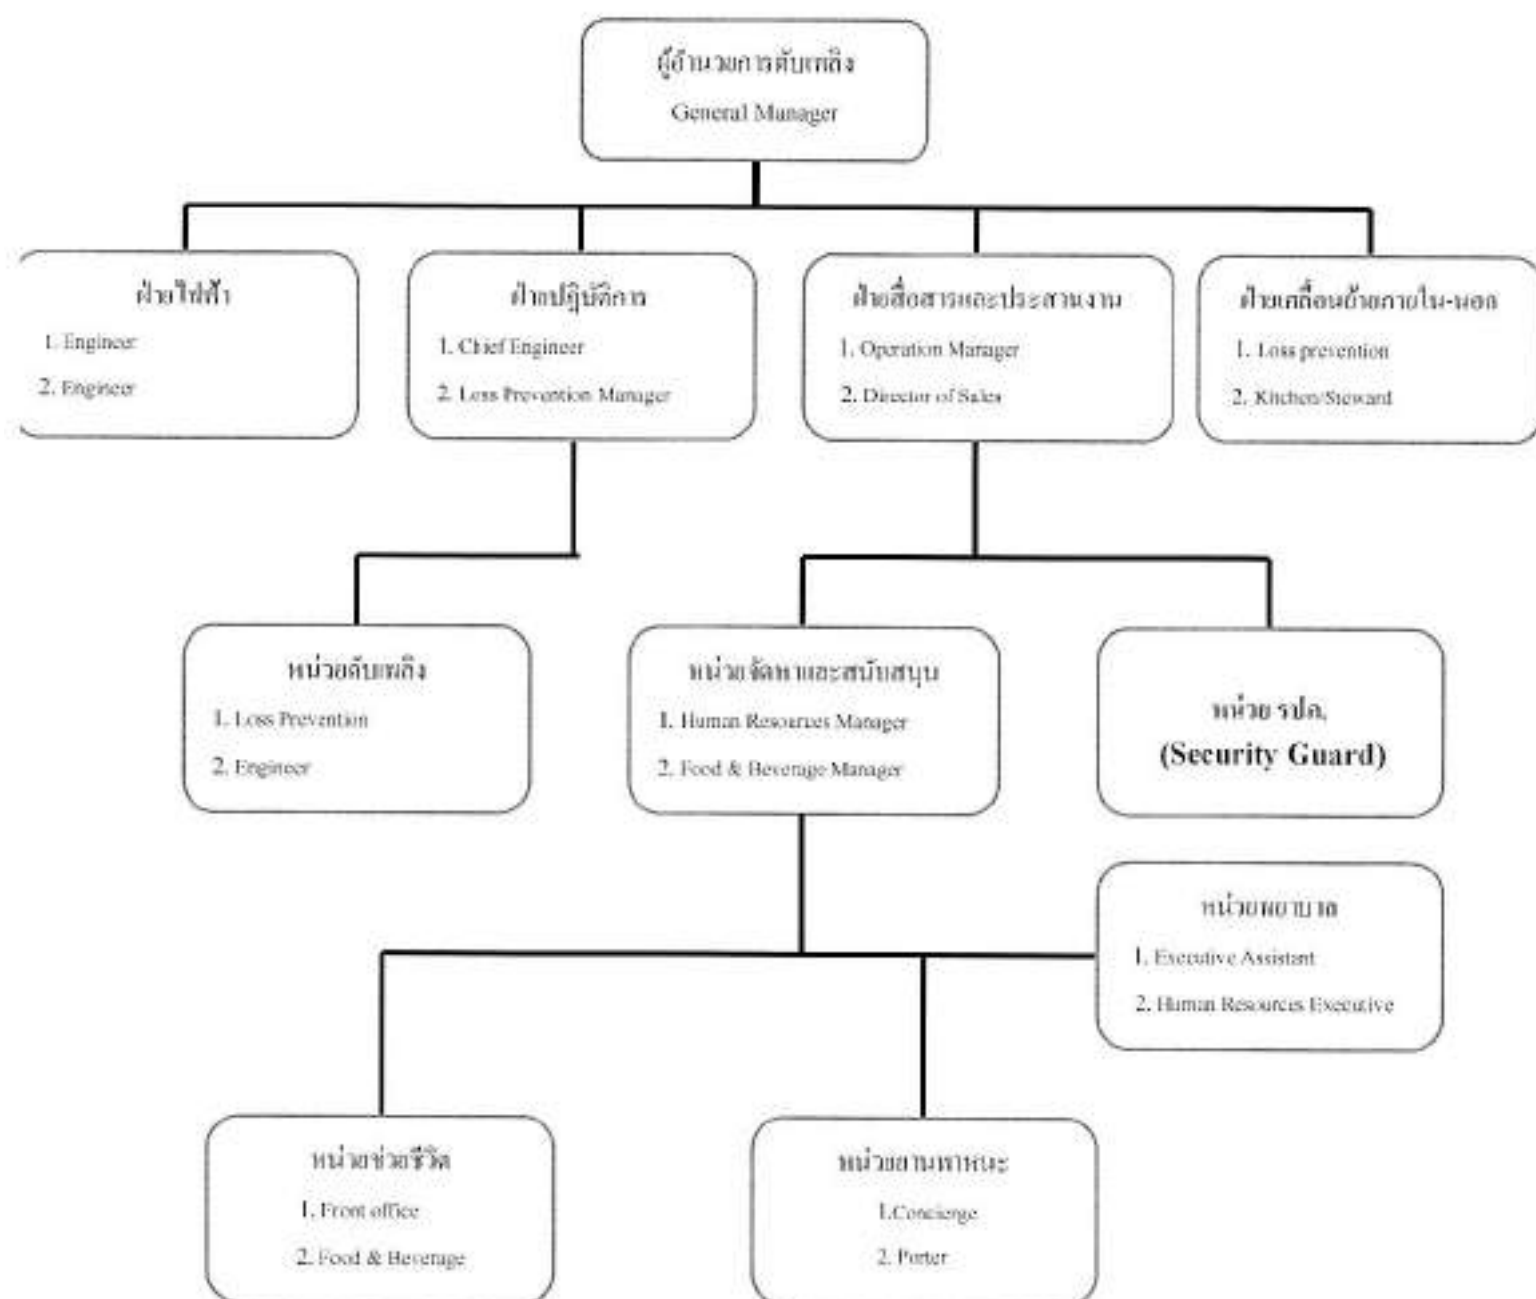 ผู้อำนวยการดับเพลิง
General Manager
ฝ่ายไฟฟ้า
1. Engineer
2. Engineer
ฝ่ายปฏิบัติการ
1. Chief Engineer
2. Loss Prevention Manager
ฝ่ายสื่อสารและประสานงาน
1. Operation Manager
2. Director of Sales
ฝ่ายเคลื่อนย้ายภายใน-นอก
1. Loss prevention
2. Kitchen/Steward
หน่วยดับเพลิง
1. Loss Prevention
2. Engineer
หน่วยจัดหาและสนับสนุน
1. Human Resources Manager
2. Food & Beverage Manager
หน่วย รปภ.
(Security Guard)
หน่วยพยาบาล
1. Executive Assistant
2. Human Resources Executive
หน่วยช่วยชีวิต
1. Front office
2. Food & Beverage
หน่วยยานพาหนะ
1.Concierge
2. Porter